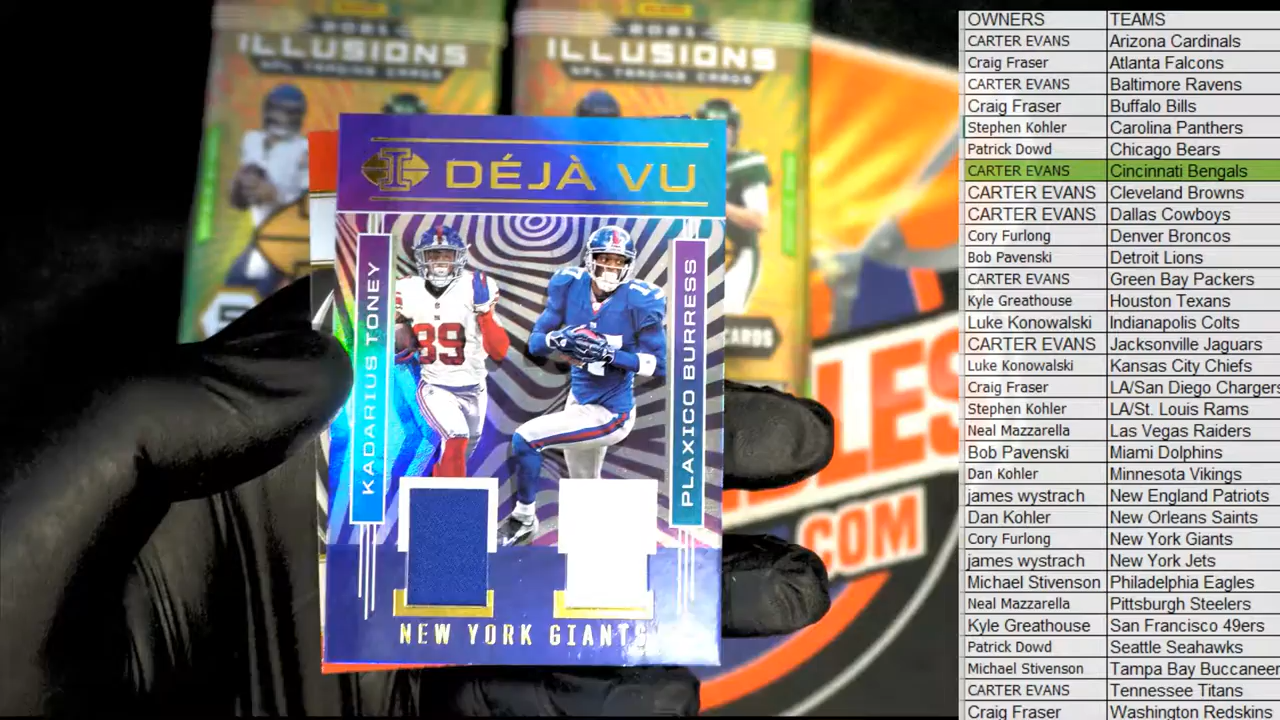 2021
ILLUSIONS
NFL TRADING CARDS
2021
ILLUSIONS
NFL TRADING CARDS
DÉJÀ VU
KADARIUS TONEY
89
PLAXICO BURRESS
NEW YORK GIANTS
CARDS
LES
COM
OWNERS TEAMS
CARTER EVANS Arizona Cardinals
Craig Fraser Atlanta Falcons
CARTER EVANS Baltimore Ravens
Craig Fraser Buffalo Bills
Stephen Kohler Carolina Panthers
Patrick Dowd Chicago Bears
CARTER EVANS Cincinnati Bengals
CARTER EVANS Cleveland Browns
CARTER EVANS Dallas Cowboys
Cory Furlong Denver Broncos
Bob Pavenski Detroit Lions
CARTER EVANS Green Bay Packers
Kyle Greathouse Houston Texans
Luke Konowalski Indianapolis Colts
CARTER EVANS Jacksonville Jaguars
Luke Konowalski Kansas City Chiefs
Craig Fraser LA/San Diego Chargers
Stephen Kohler LA/St. Louis Rams
Neal Mazzarella Las Vegas Raiders
Bob Pavenski Miami Dolphins
Dan Kohler Minnesota Vikings
james wystrach New England Patriots
Dan Kohler New Orleans Saints
Cory Furlong New York Giants
james wystrach New York Jets
Michael Stivenson Philadelphia Eagles
Neal Mazzarella Pittsburgh Steelers
Kyle Greathouse San Francisco 49ers
Patrick Dowd Seattle Seahawks
Michael Stivenson Tampa Bay Buccaneer
CARTER EVANS Tennessee Titans
Craig Fraser Washington Redskins